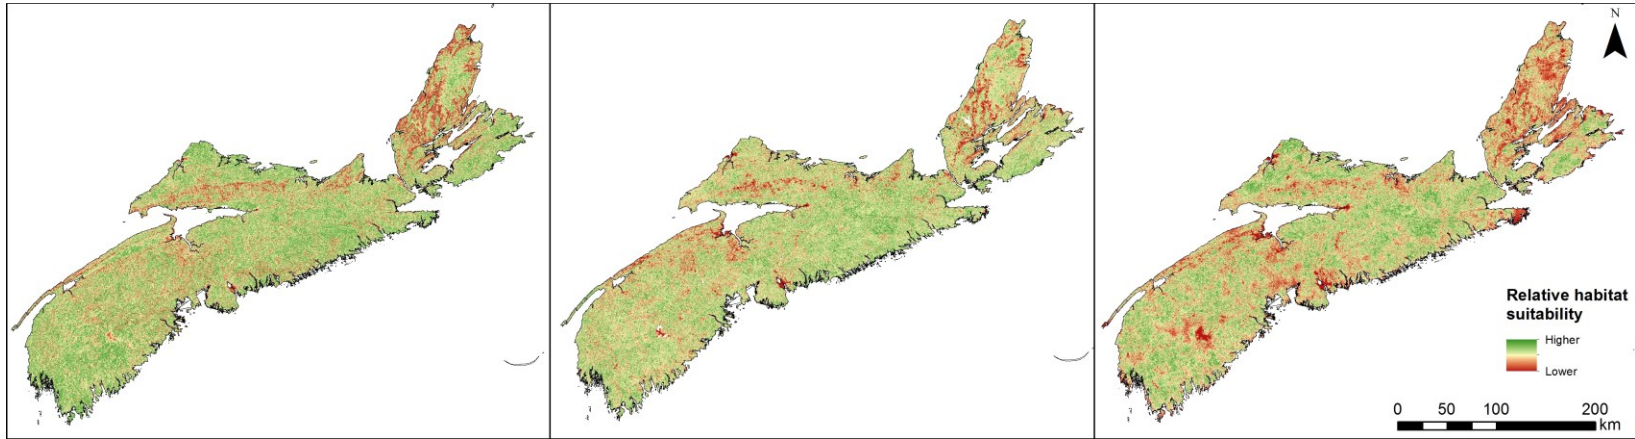 N
Relative habitat
suitability
Higher
Lower
0 50 100 200
km